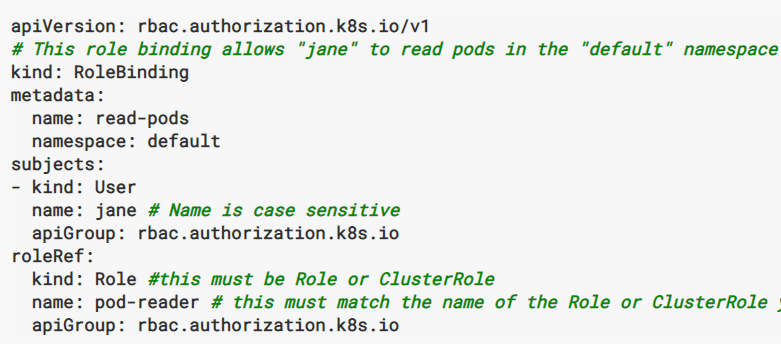 apiVersion: rbac.authorization.k8s.io/v1
# This role binding allows "jane" to read pods in the "default" namespace
kind: RoleBinding
metadata:
  name: read-pods
  namespace: default
subjects:
- kind: User
  name: jane # Name is case sensitive
  apiGroup: rbac.authorization.k8s.io
roleRef:
  kind: Role #this must be Role or ClusterRole
  name: pod-reader # this must match the name of the Role or ClusterRole
  apiGroup: rbac.authorization.k8s.io